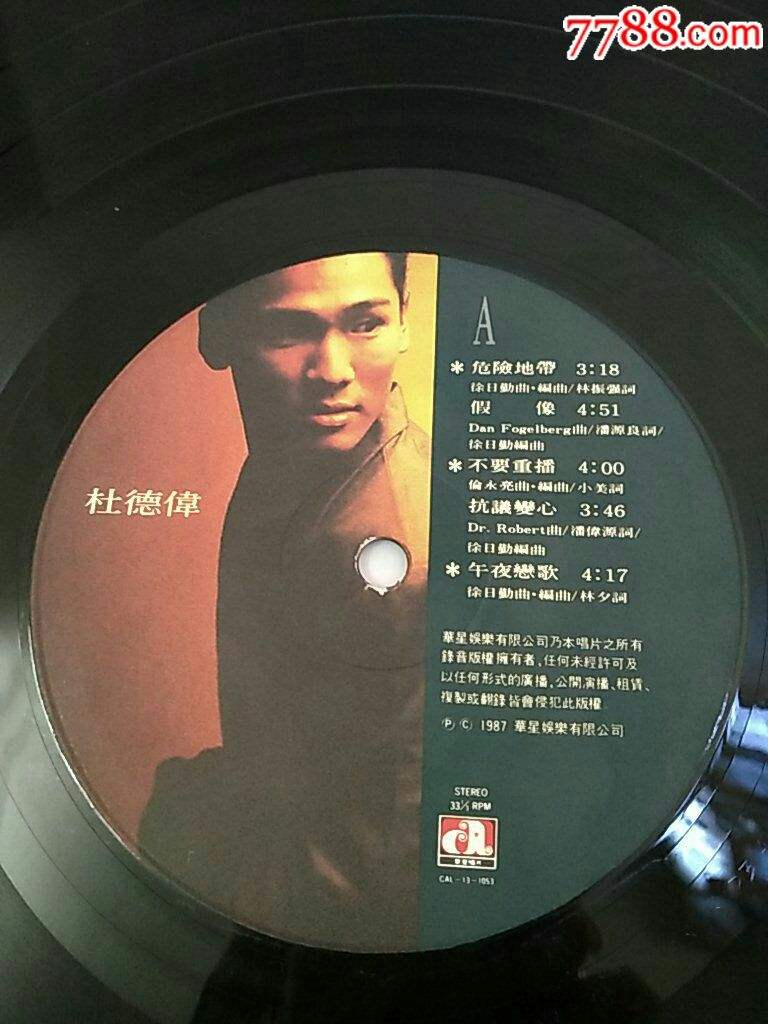 7788.com
A
* 危險地帶 3:18
徐日勤曲·編曲/林振強詞
假 像 4:51
Dan Fogelberg曲/潘源良詞/
徐日勤編曲
* 不要重播 4:00
倫永亮曲·編曲/小美詞
抗議變心 3:46
Dr. Robert曲/潘偉源詞/
徐日勤編曲
* 午夜戀歌 4:17
徐日勤曲·編曲/林夕詞
杜德偉
華星娛樂有限公司乃本唱片之所有
錄音版權擁有者,任何未經許可及
以任何形式的廣播、公開演播、租賃、
複製或翻錄皆會侵犯此版權
Ⓟ Ⓒ 1987 華星娛樂有限公司
STEREO
33⅓ RPM
華星唱片
CAL-13-1053